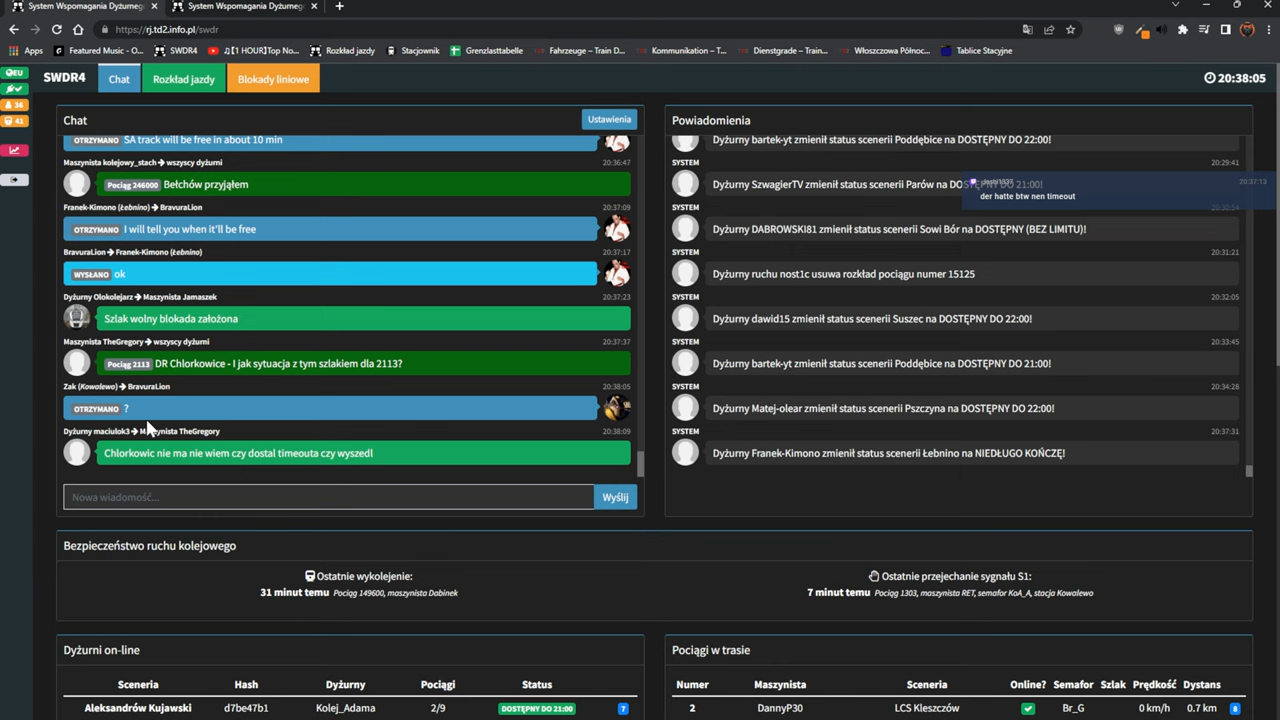 System Wspomagania Dyżurneg
System Wspomagania Dyżurneg
https://rj.td2.info.pl/swdr
Apps
Featured Music - O...
SWDR4
[1 HOUR]Top No...
Rozkład jazdy
Stacjownik
Grenzlasttabelle
Fahrzeuge – Train D...
Kommunikation – T...
Dienstgrade – Train...
Włoszczowa Północ...
Tablice Stacyjne
EU
36
41
SWDR4
Chat
Rozkład jazdy
Blokady liniowe
20:38:05
Chat
Ustawienia
OTRZYMANO SA track will be free in about 10 min
Maszynista kolejowy_stach → wszyscy dyżurni 20:36:47
Pociąg 246000 Bełchów przyjąłem
Franek-Kimono (Łebnino) → BravuraLion 20:37:09
OTRZYMANO I will tell you when it'll be free
BravuraLion → Franek-Kimono (Łebnino) 20:37:17
WYSŁANO ok
Dyżurny Olokolejarz → Maszynista Jamaszek 20:37:23
Szlak wolny blokada założona
Maszynista TheGregory → wszyscy dyżurni 20:37:37
Pociąg 2113 DR Chlorkowice - I jak sytuacja z tym szlakiem dla 2113?
Zak (Kowalewo) → BravuraLion 20:38:05
OTRZYMANO ?
Dyżurny maciulok3 → Maszynista TheGregory 20:38:09
Chlorkowic nie ma nie wiem czy dostal timeouta czy wyszedl
Nowa wiadomość...
Wyślij
Powiadomienia
Dyżurny bartek-yt zmienił status scenerii Poddębice na DOSTĘPNY DO 22:00!
SYSTEM 20:29:41
Dyżurny SzwagierTV zmienił status scenerii Parów na DOSTĘPNY DO 21:00!
20:37:13
der hatte btw nen timeout
SYSTEM
Dyżurny DABROWSKI81 zmienił status scenerii Sowi Bór na DOSTĘPNY (BEZ LIMITU)!
SYSTEM 20:31:21
Dyżurny ruchu nost1c usuwa rozkład pociągu numer 15125
SYSTEM 20:32:05
Dyżurny dawid15 zmienił status scenerii Suszec na DOSTĘPNY DO 22:00!
SYSTEM 20:33:45
Dyżurny bartek-yt zmienił status scenerii Poddębice na DOSTĘPNY DO 21:00!
SYSTEM 20:34:28
Dyżurny Matej-olear zmienił status scenerii Pszczyna na DOSTĘPNY DO 22:00!
SYSTEM 20:37:31
Dyżurny Franek-Kimono zmienił status scenerii Łebnino na NIEDŁUGO KOŃCZĘ!
Bezpieczeństwo ruchu kolejowego
Ostatnie wykolejenie:
31 minut temu Pociąg 149600, maszynista Dabinek
Ostatnie przejechanie sygnału S1:
7 minut temu Pociąg 1303, maszynista RET, semafor KoA_A, stacja Kowalewo
Dyżurni on-line
Sceneria Hash Dyżurny Pociągi Status
Aleksandrów Kujawski d7be47b1 Kolej_Adama 2/9 DOSTĘPNY DO 21:00 7
Pociągi w trasie
Numer Maszynista Sceneria Online? Semafor Szlak Prędkość Dystans
2 DannyP30 LCS Kleszczów Br_G 0 km/h 0.7 km 8